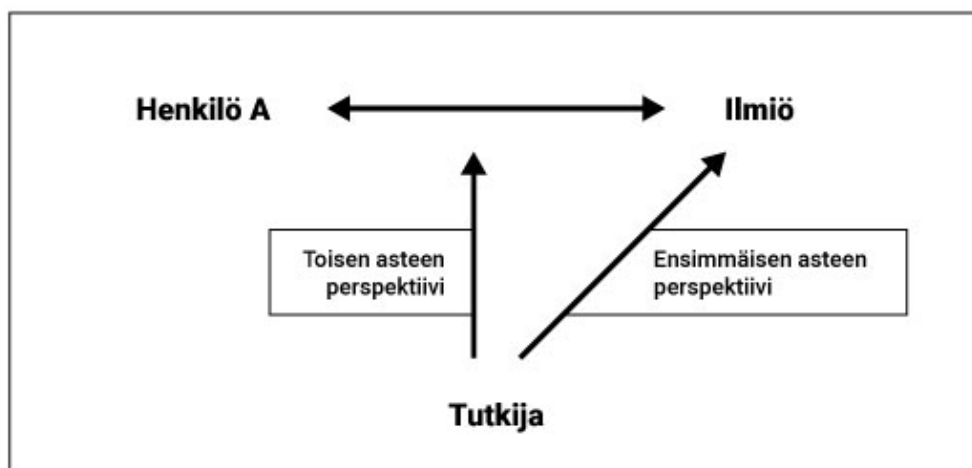 Henkilö A
Ilmiö
Toisen asteen
perspektiivi
Ensimmäisen asteen
perspektiivi
Tutkija